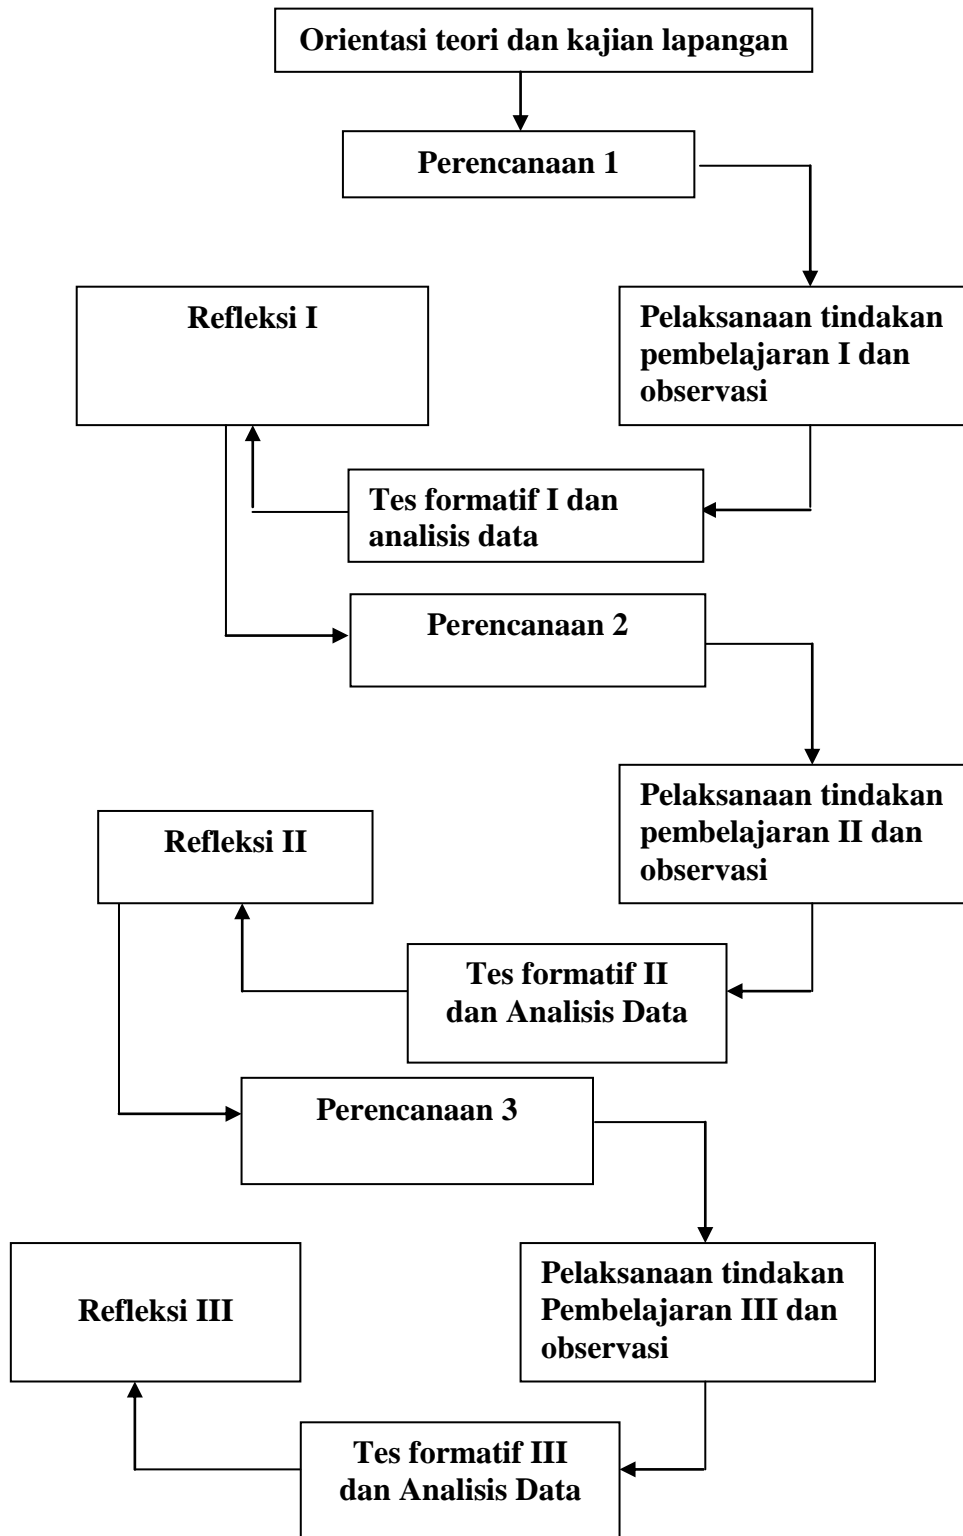 Orientasi teori dan kajian lapangan
Perencanaan 1
Pelaksanaan tindakan
pembelajaran I dan
observasi
Tes formatif I dan
analisis data
Refleksi I
Perencanaan 2
Pelaksanaan tindakan
pembelajaran II dan
observasi
Tes formatif II
dan Analisis Data
Refleksi II
Perencanaan 3
Pelaksanaan tindakan
Pembelajaran III dan
observasi
Tes formatif III
dan Analisis Data
Refleksi III